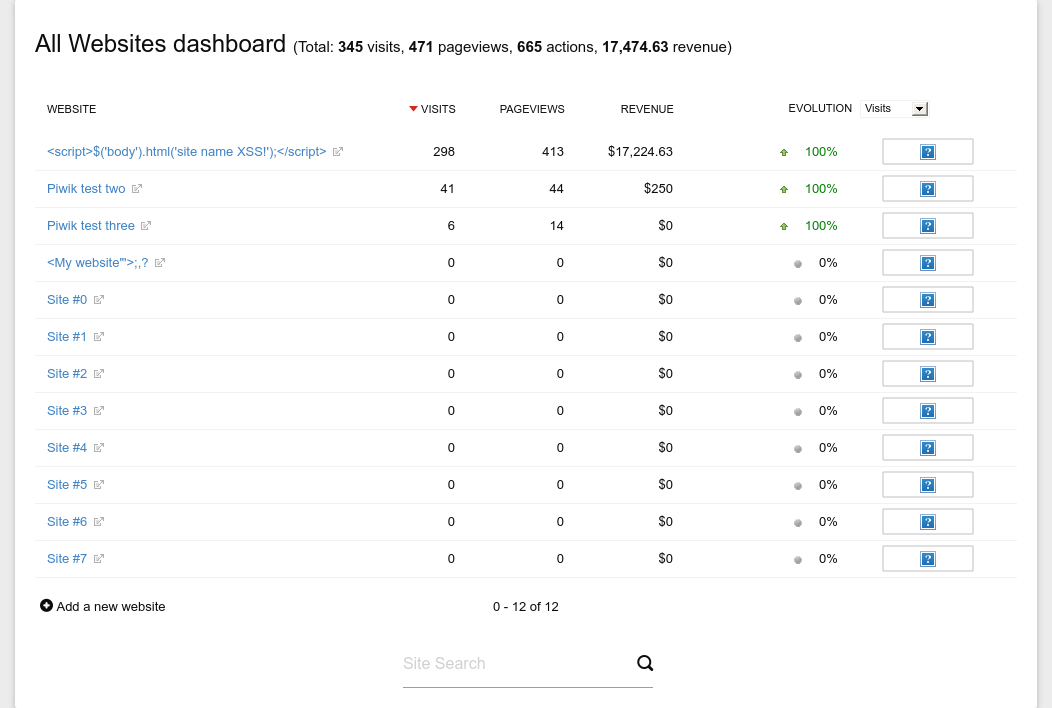 All Websites dashboard (Total: 345 visits, 471 pageviews, 665 actions, 17,474.63 revenue)
WEBSITE VISITS PAGEVIEWS REVENUE EVOLUTION Visits
<script>$('body').html('site name XSS!');</script> 298 413 $17,224.63 100% ?
Piwik test two 41 44 $250 100% ?
Piwik test three 6 14 $0 100% ?
<My website"'>;,? 0 0 $0 0% ?
Site #0 0 0 $0 0% ?
Site #1 0 0 $0 0% ?
Site #2 0 0 $0 0% ?
Site #3 0 0 $0 0% ?
Site #4 0 0 $0 0% ?
Site #5 0 0 $0 0% ?
Site #6 0 0 $0 0% ?
Site #7 0 0 $0 0% ?
Add a new website 0 - 12 of 12
Site Search